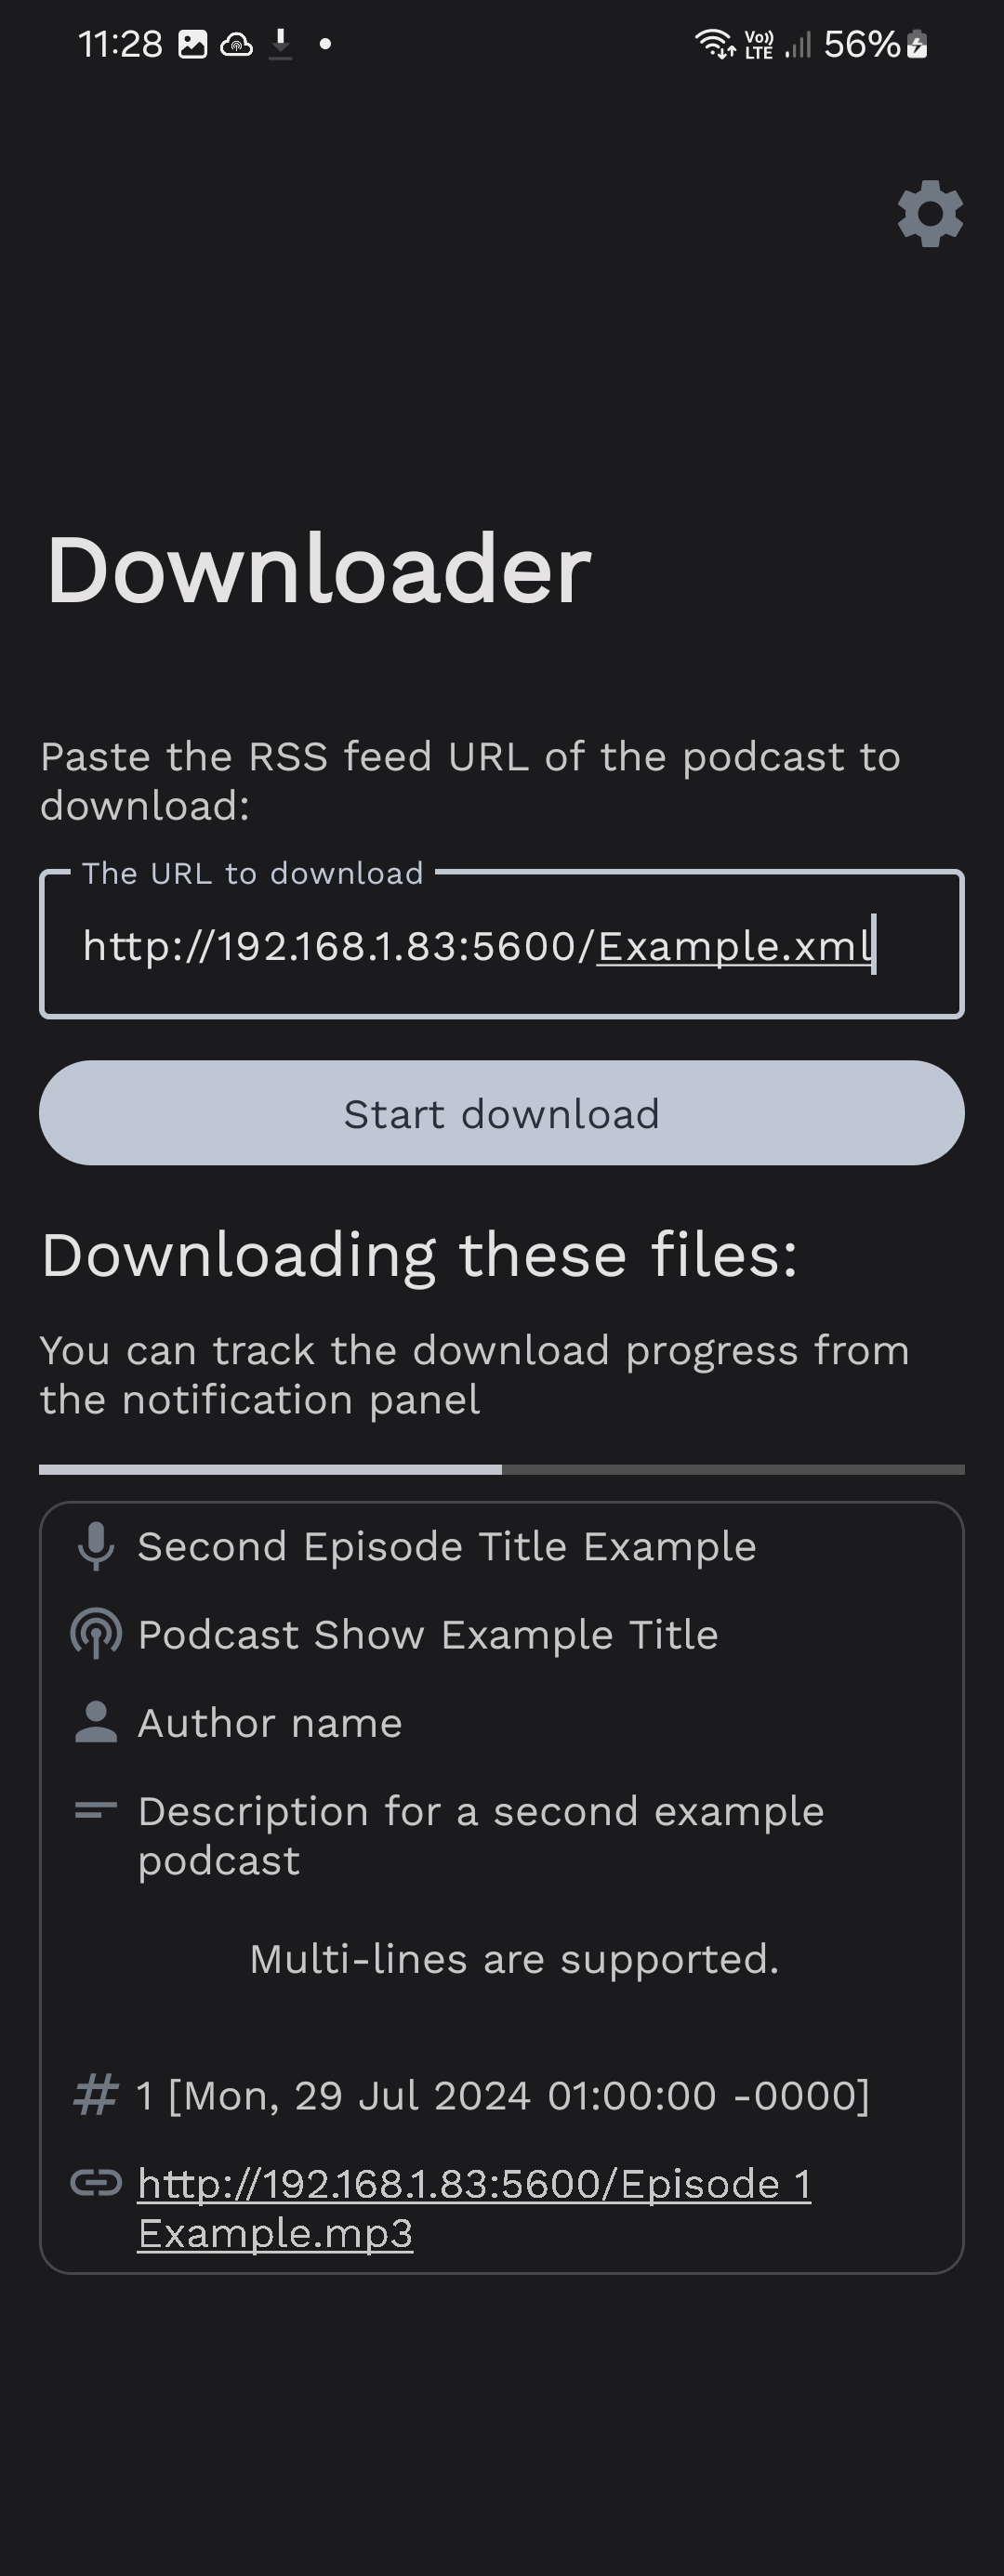 11:28 Vo)) LTE 56%
Downloader
Paste the RSS feed URL of the podcast to
download:
The URL to download
http://192.168.1.83:5600/Example.xml
Start download
Downloading these files:
You can track the download progress from
the notification panel
Second Episode Title Example
Podcast Show Example Title
Author name
Description for a second example
podcast
Multi-lines are supported.
# 1 [Mon, 29 Jul 2024 01:00:00 -0000]
http://192.168.1.83:5600/Episode 1
Example.mp3